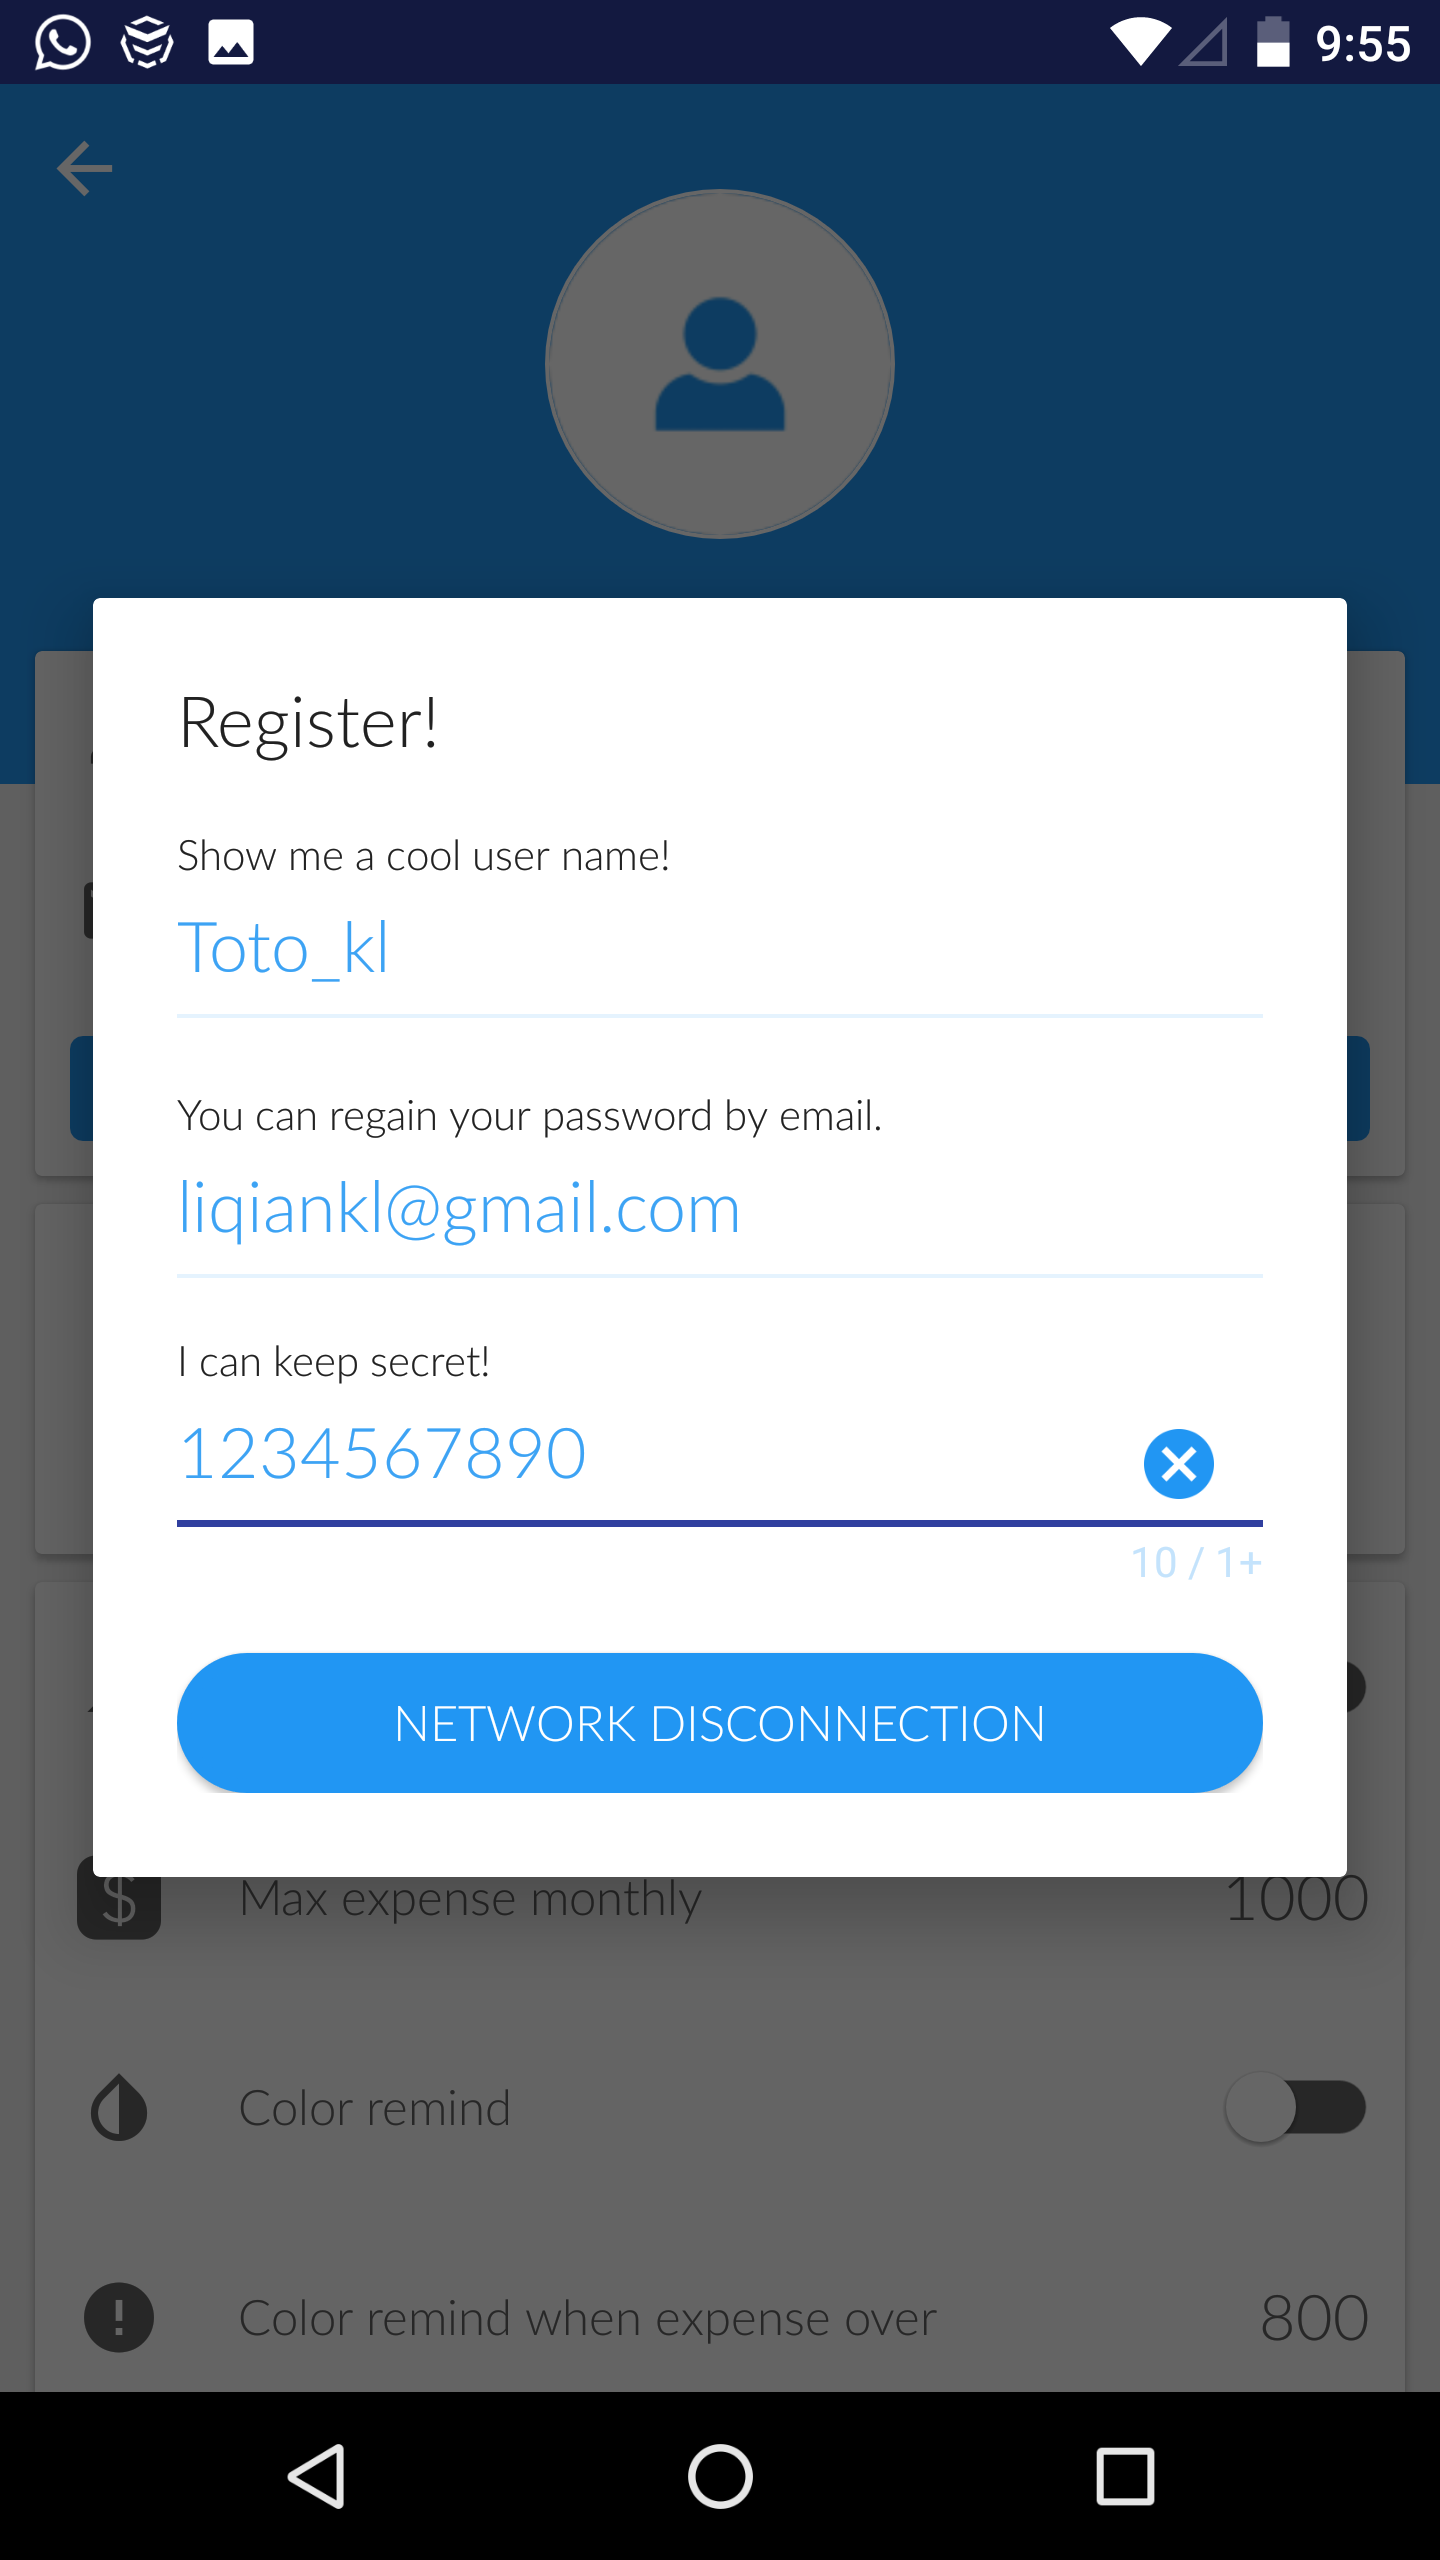 9:55
Register!
Show me a cool user name!
Toto_kl
You can regain your password by email.
liqiankl@gmail.com
I can keep secret!
1234567890
10 / 1+
NETWORK DISCONNECTION
$ Max expense monthly 1000
Color remind
Color remind when expense over 800